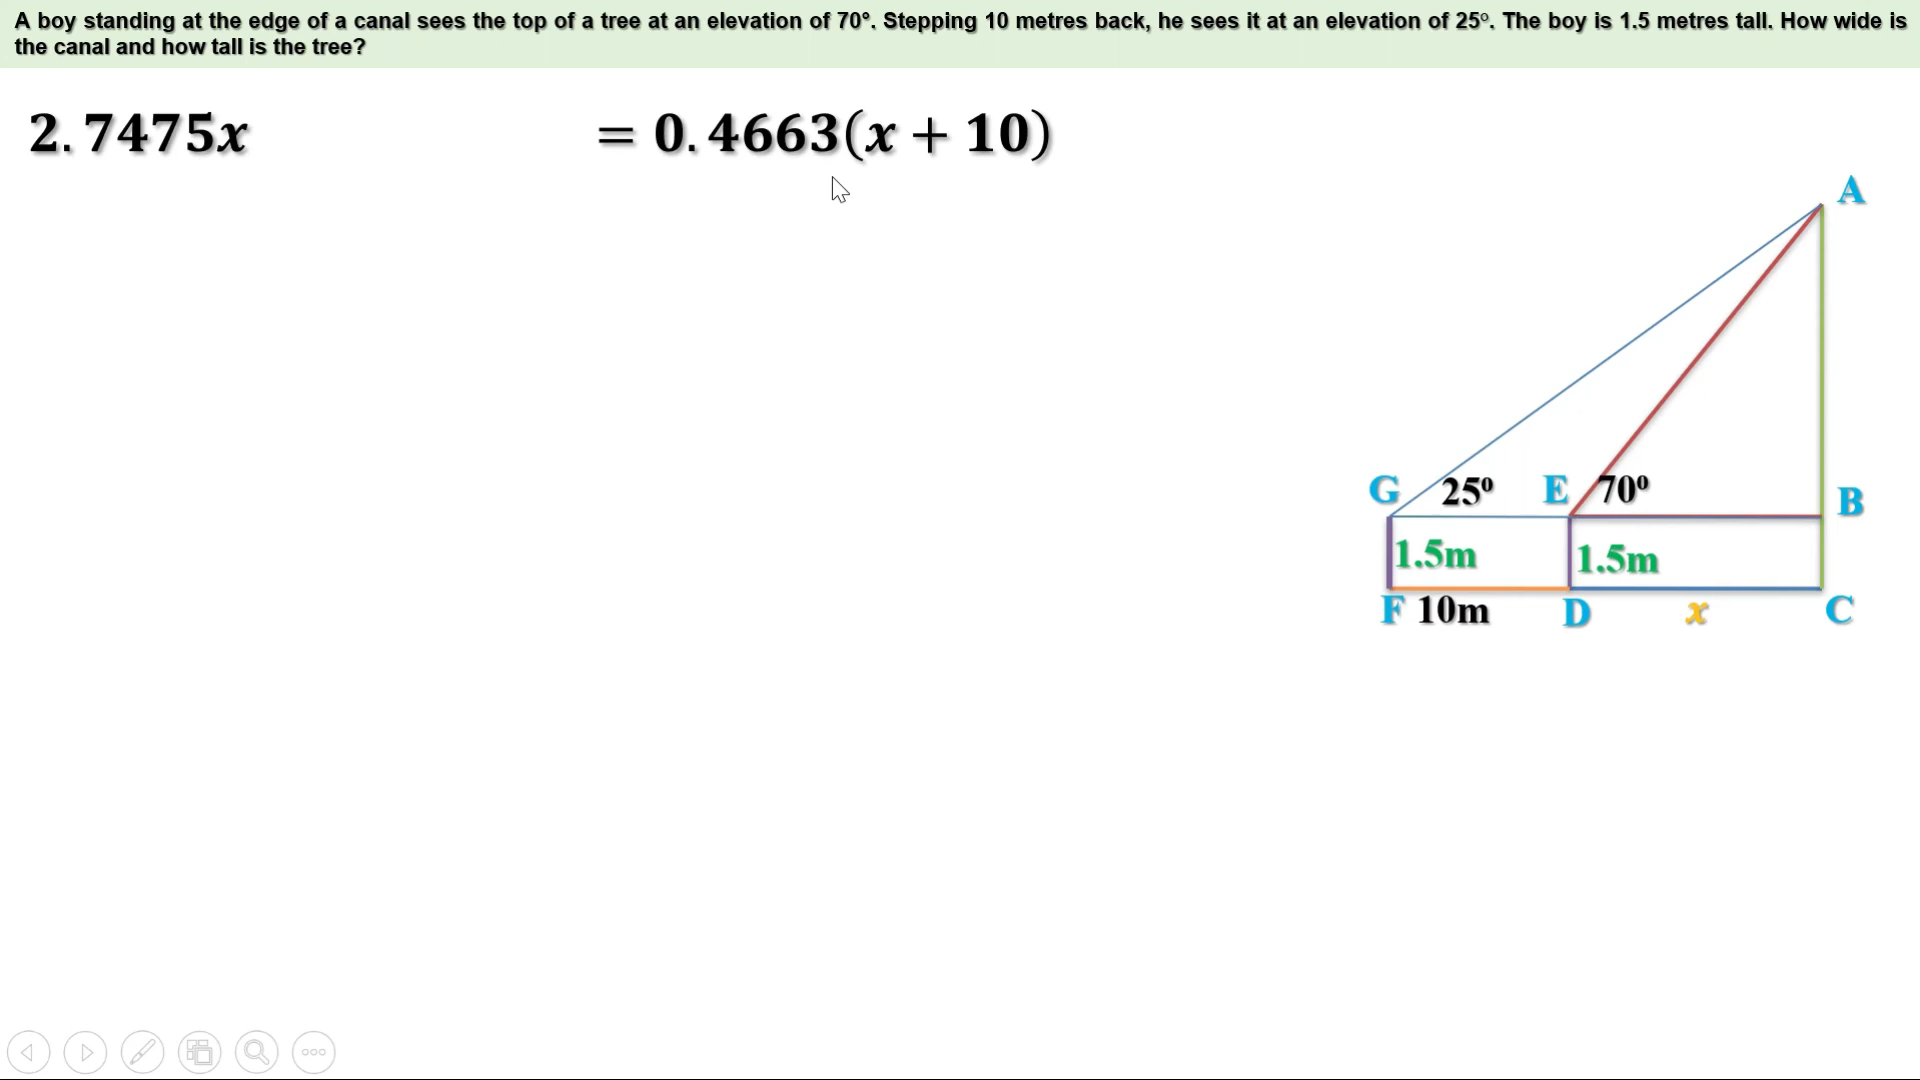 A boy standing at the edge of a canal sees the top of a tree at an elevation of 70°. Stepping 10 metres back, he sees it at an elevation of 25°. The boy is 1.5 metres tall. How wide is
the canal and how tall is the tree?
2.7475x = 0.4663(x + 10)
A
G 25⁰ E 70⁰ B
1.5m 1.5m
F 10m D x C